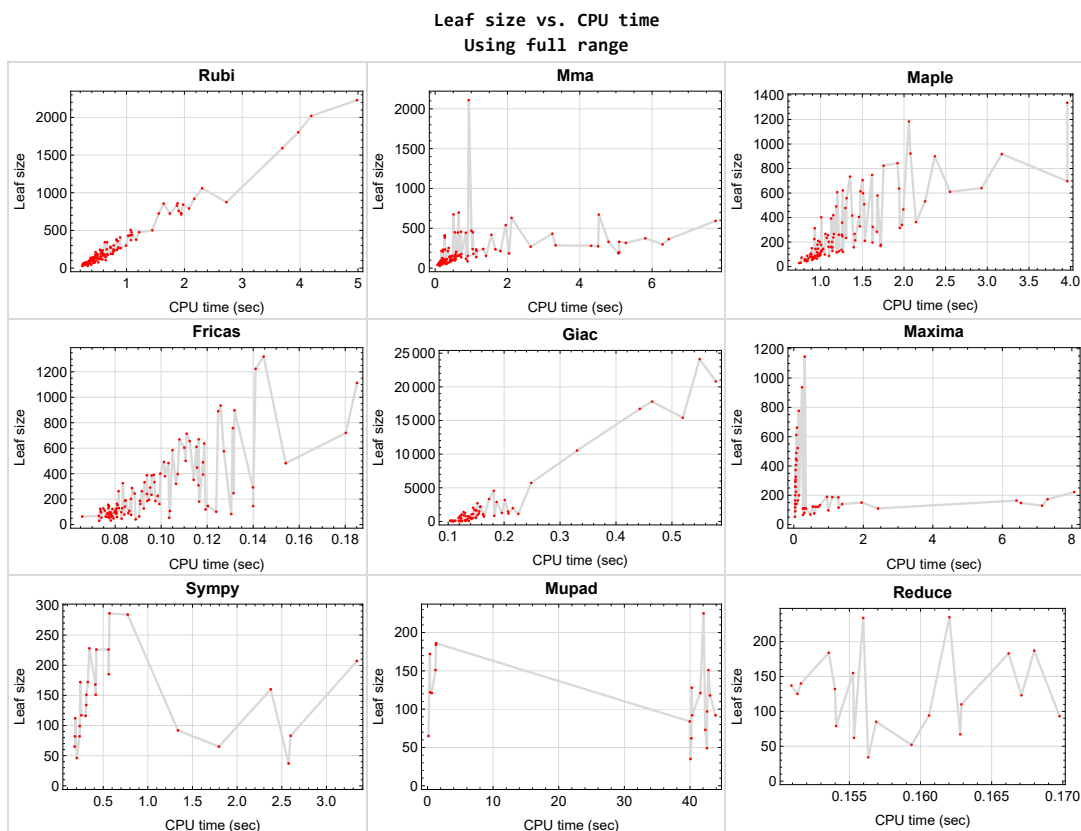 Leaf size vs. CPU time
Using full range
Rubi
Mma
Maple
Leaf size
2000
1500
1000
500
0
0 1 2 3 4 5
CPU time (sec)
Leaf size
2000
1500
1000
500
0
0 2 4 6
CPU time (sec)
Leaf size
1400
1200
1000
800
600
400
200
0
1.0 1.5 2.0 2.5 3.0 3.5 4.0
CPU time (sec)
Fricas
Giac
Maxima
Leaf size
1200
1000
800
600
400
200
0
0.08 0.10 0.12 0.14 0.16 0.18
CPU time (sec)
Leaf size
25 000
20 000
15 000
10 000
5000
0
0.1 0.2 0.3 0.4 0.5
CPU time (sec)
Leaf size
1200
1000
800
600
400
200
0
0 2 4 6 8
CPU time (sec)
Sympy
Mupad
Reduce
Leaf size
300
250
200
150
100
50
0
0.5 1.0 1.5 2.0 2.5 3.0
CPU time (sec)
Leaf size
200
150
100
50
0
0 10 20 30 40
CPU time (sec)
Leaf size
200
150
100
50
0
0.155 0.160 0.165 0.170
CPU time (sec)